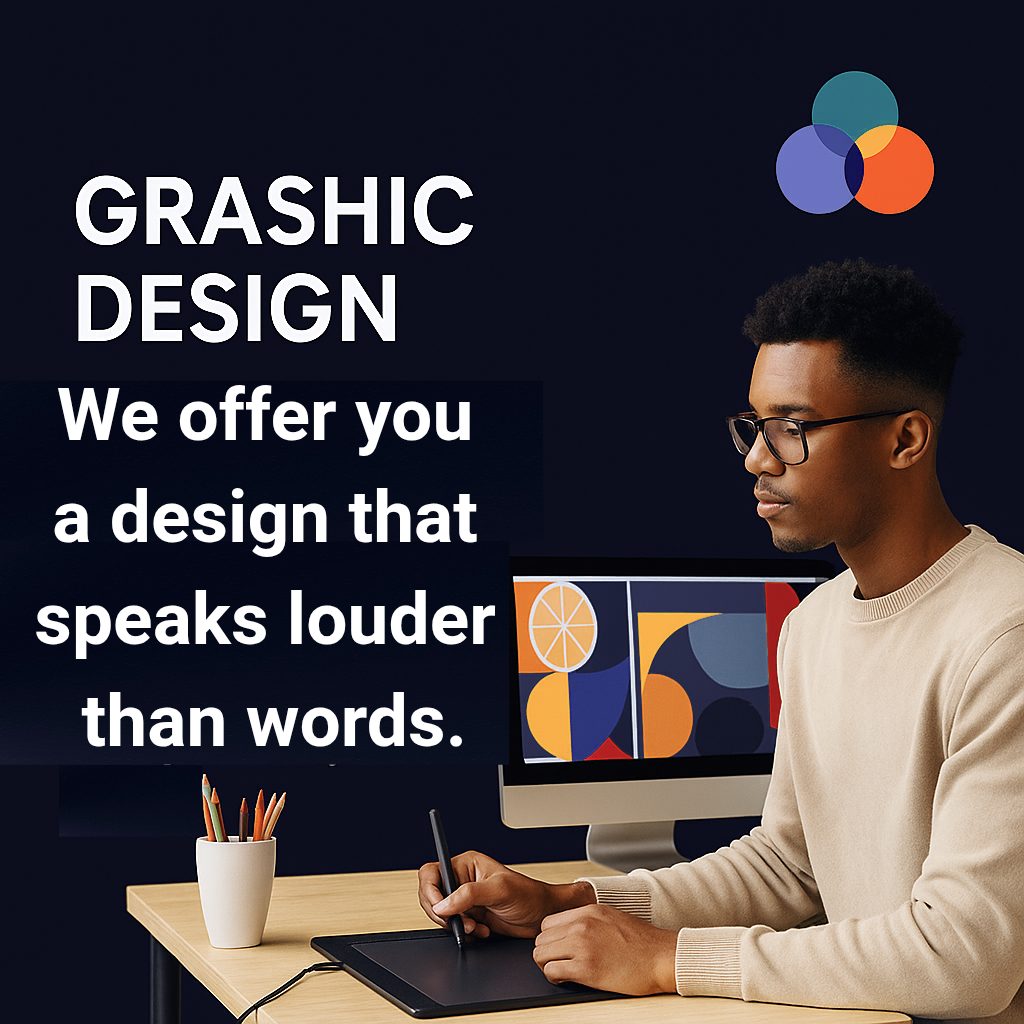 GRASHIC
DESIGN
We offer you
a design that
speaks louder
than words.